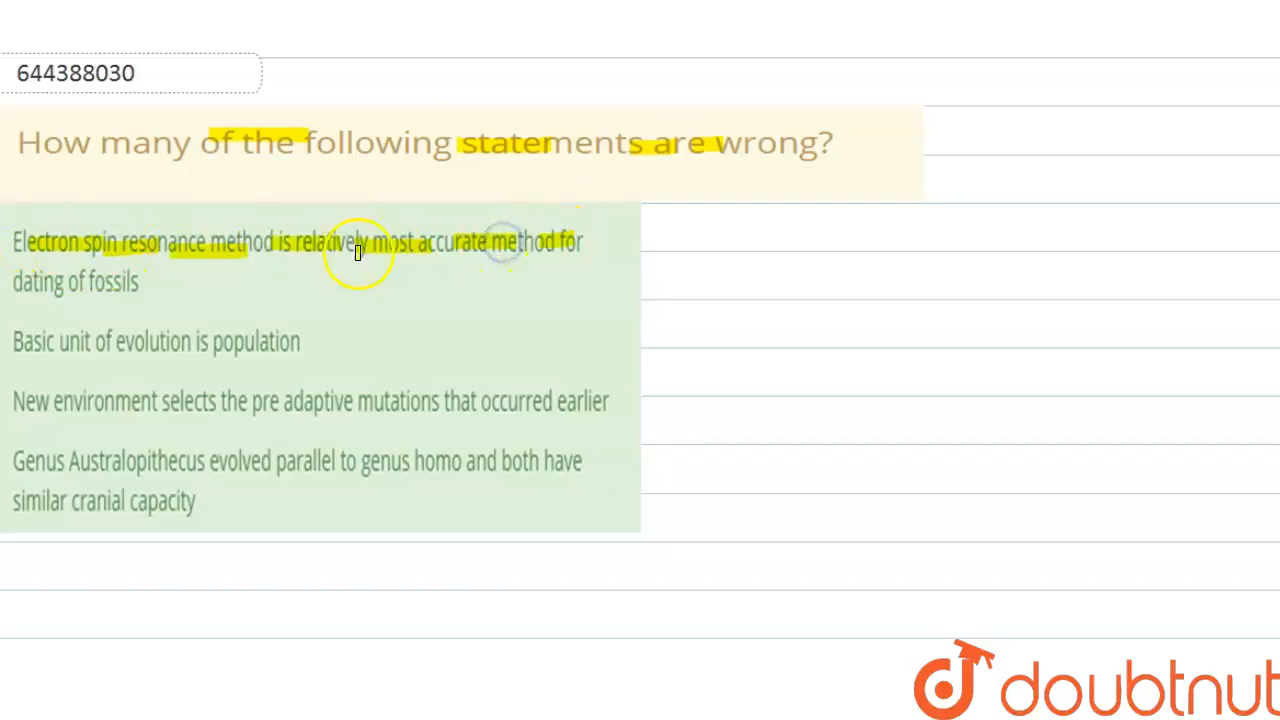 644388030
How many of the following statements are wrong?
Electron spin resonance method is relatively most accurate method for
dating of fossils
Basic unit of evolution is population
New environment selects the pre adaptive mutations that occurred earlier
Genus Australopithecus evolved parallel to genus homo and both have
similar cranial capacity
doubtnut